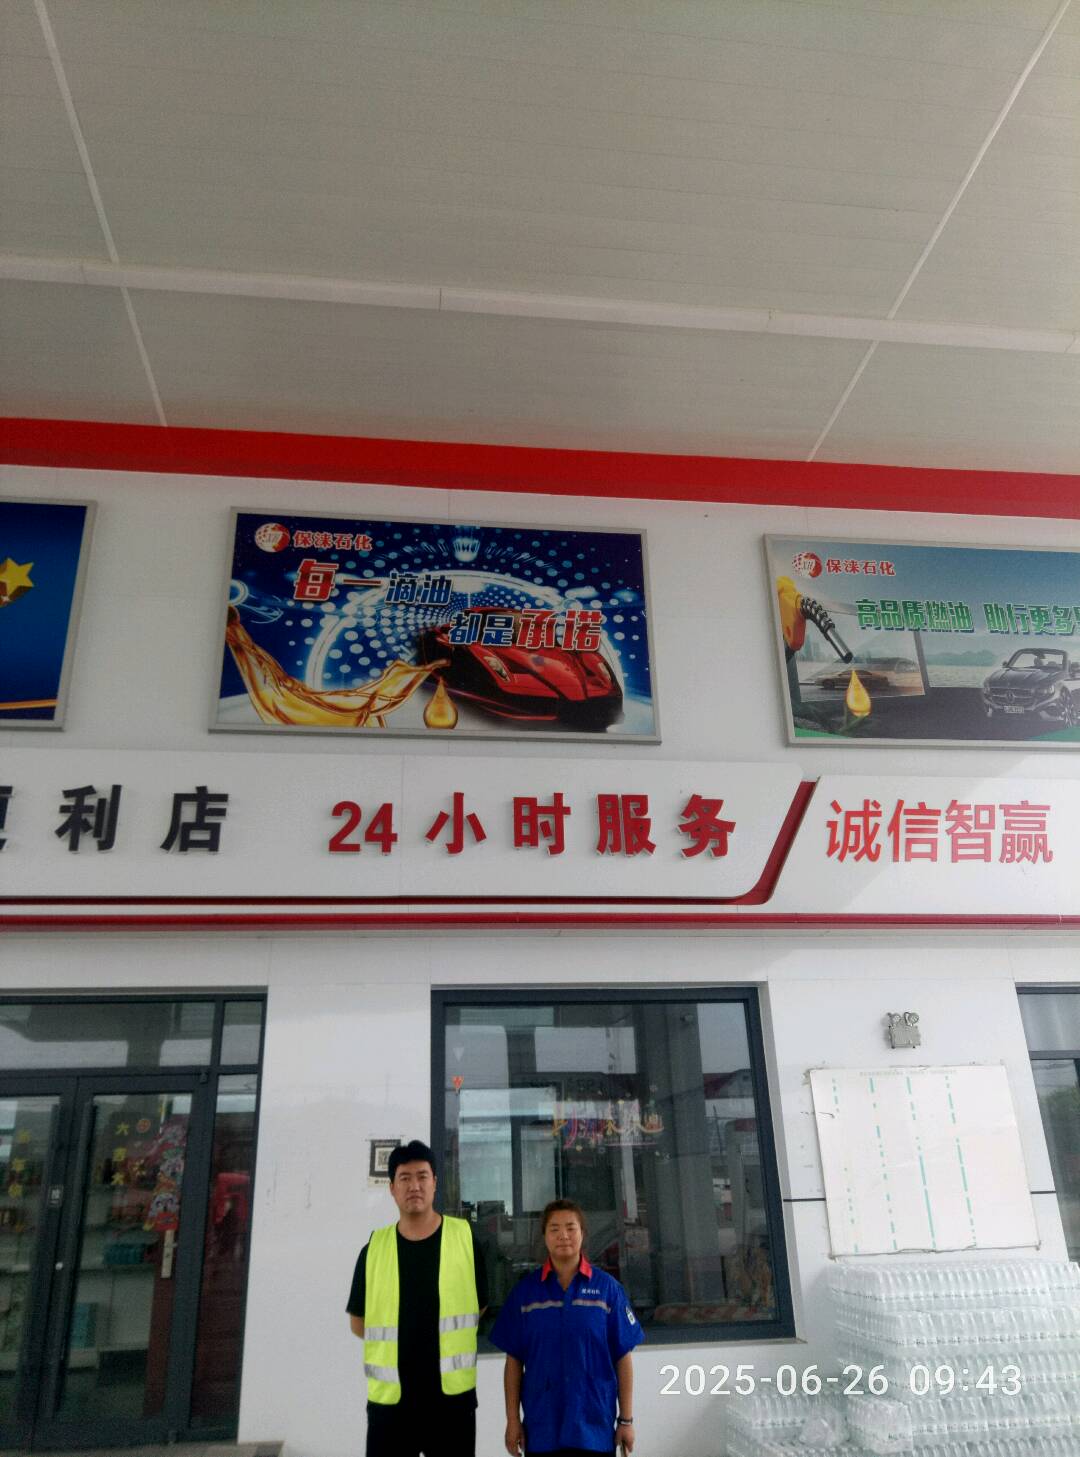 保涞石化
每一滴油
都是承诺
保涞石化
高品质燃油 助行更多
利店
24小时服务
诚信智赢
2025-06-26 09:43